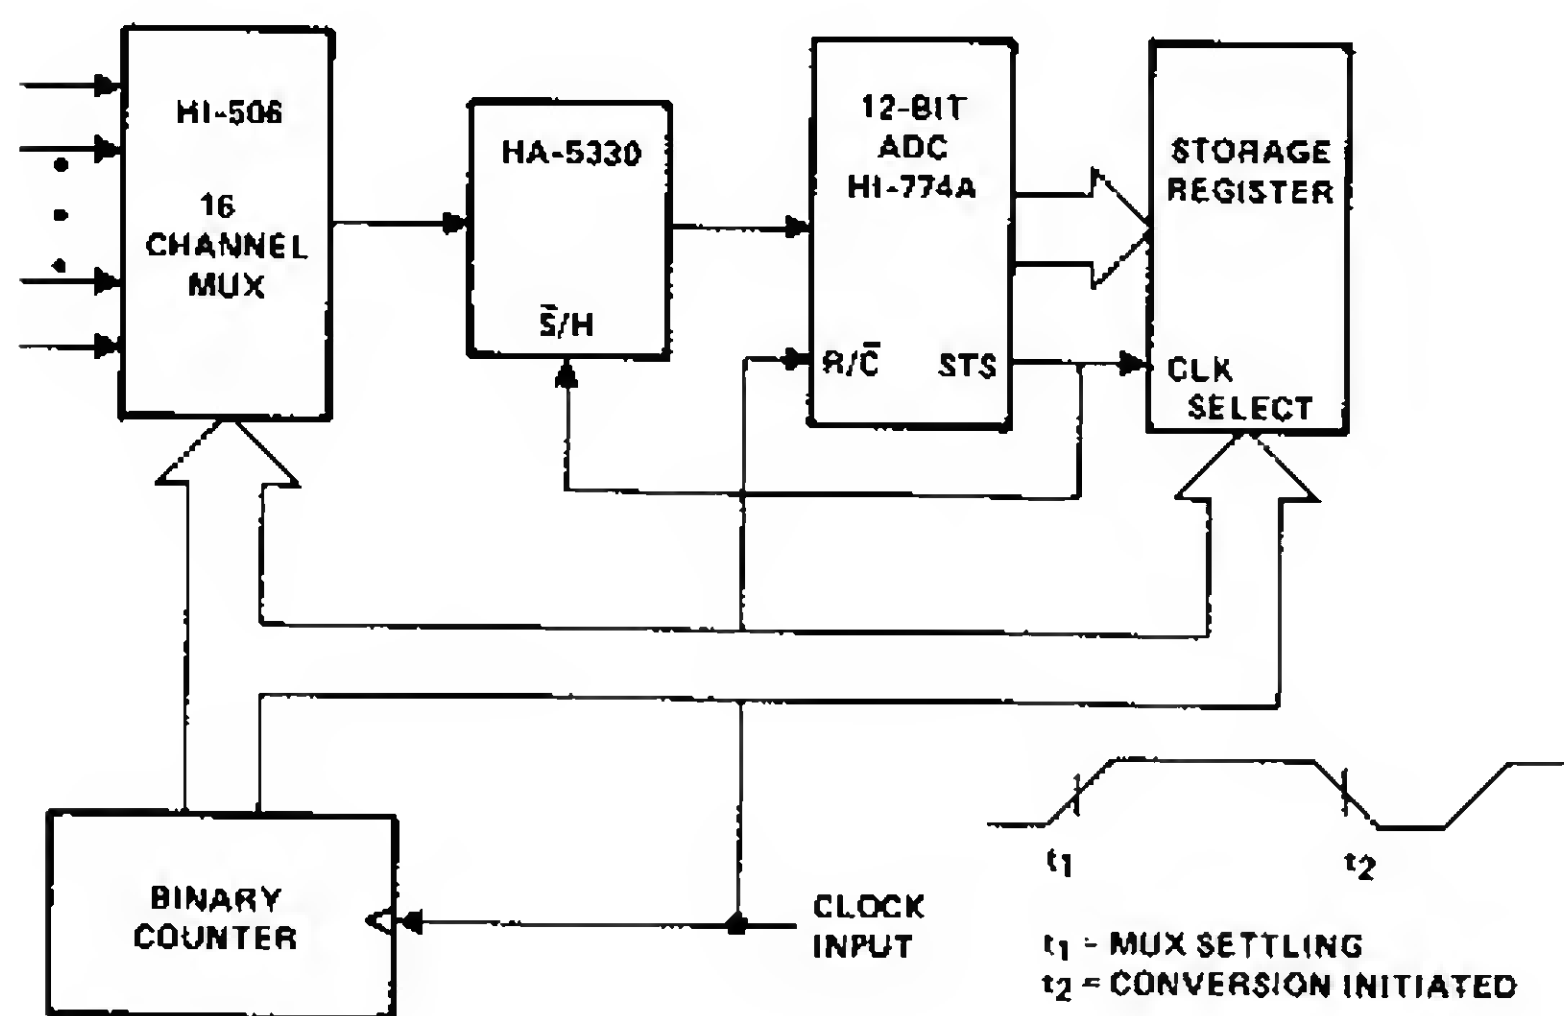 HI-506
16
CHANNEL
MUX
HA-5330
S̅/H
12-BIT
ADC
HI-774A
R/C̅
STS
STORAGE
REGISTER
CLK
SELECT
BINARY
COUNTER
CLOCK
INPUT
t1
t2
t1 = MUX SETTLING
t2 = CONVERSION INITIATED